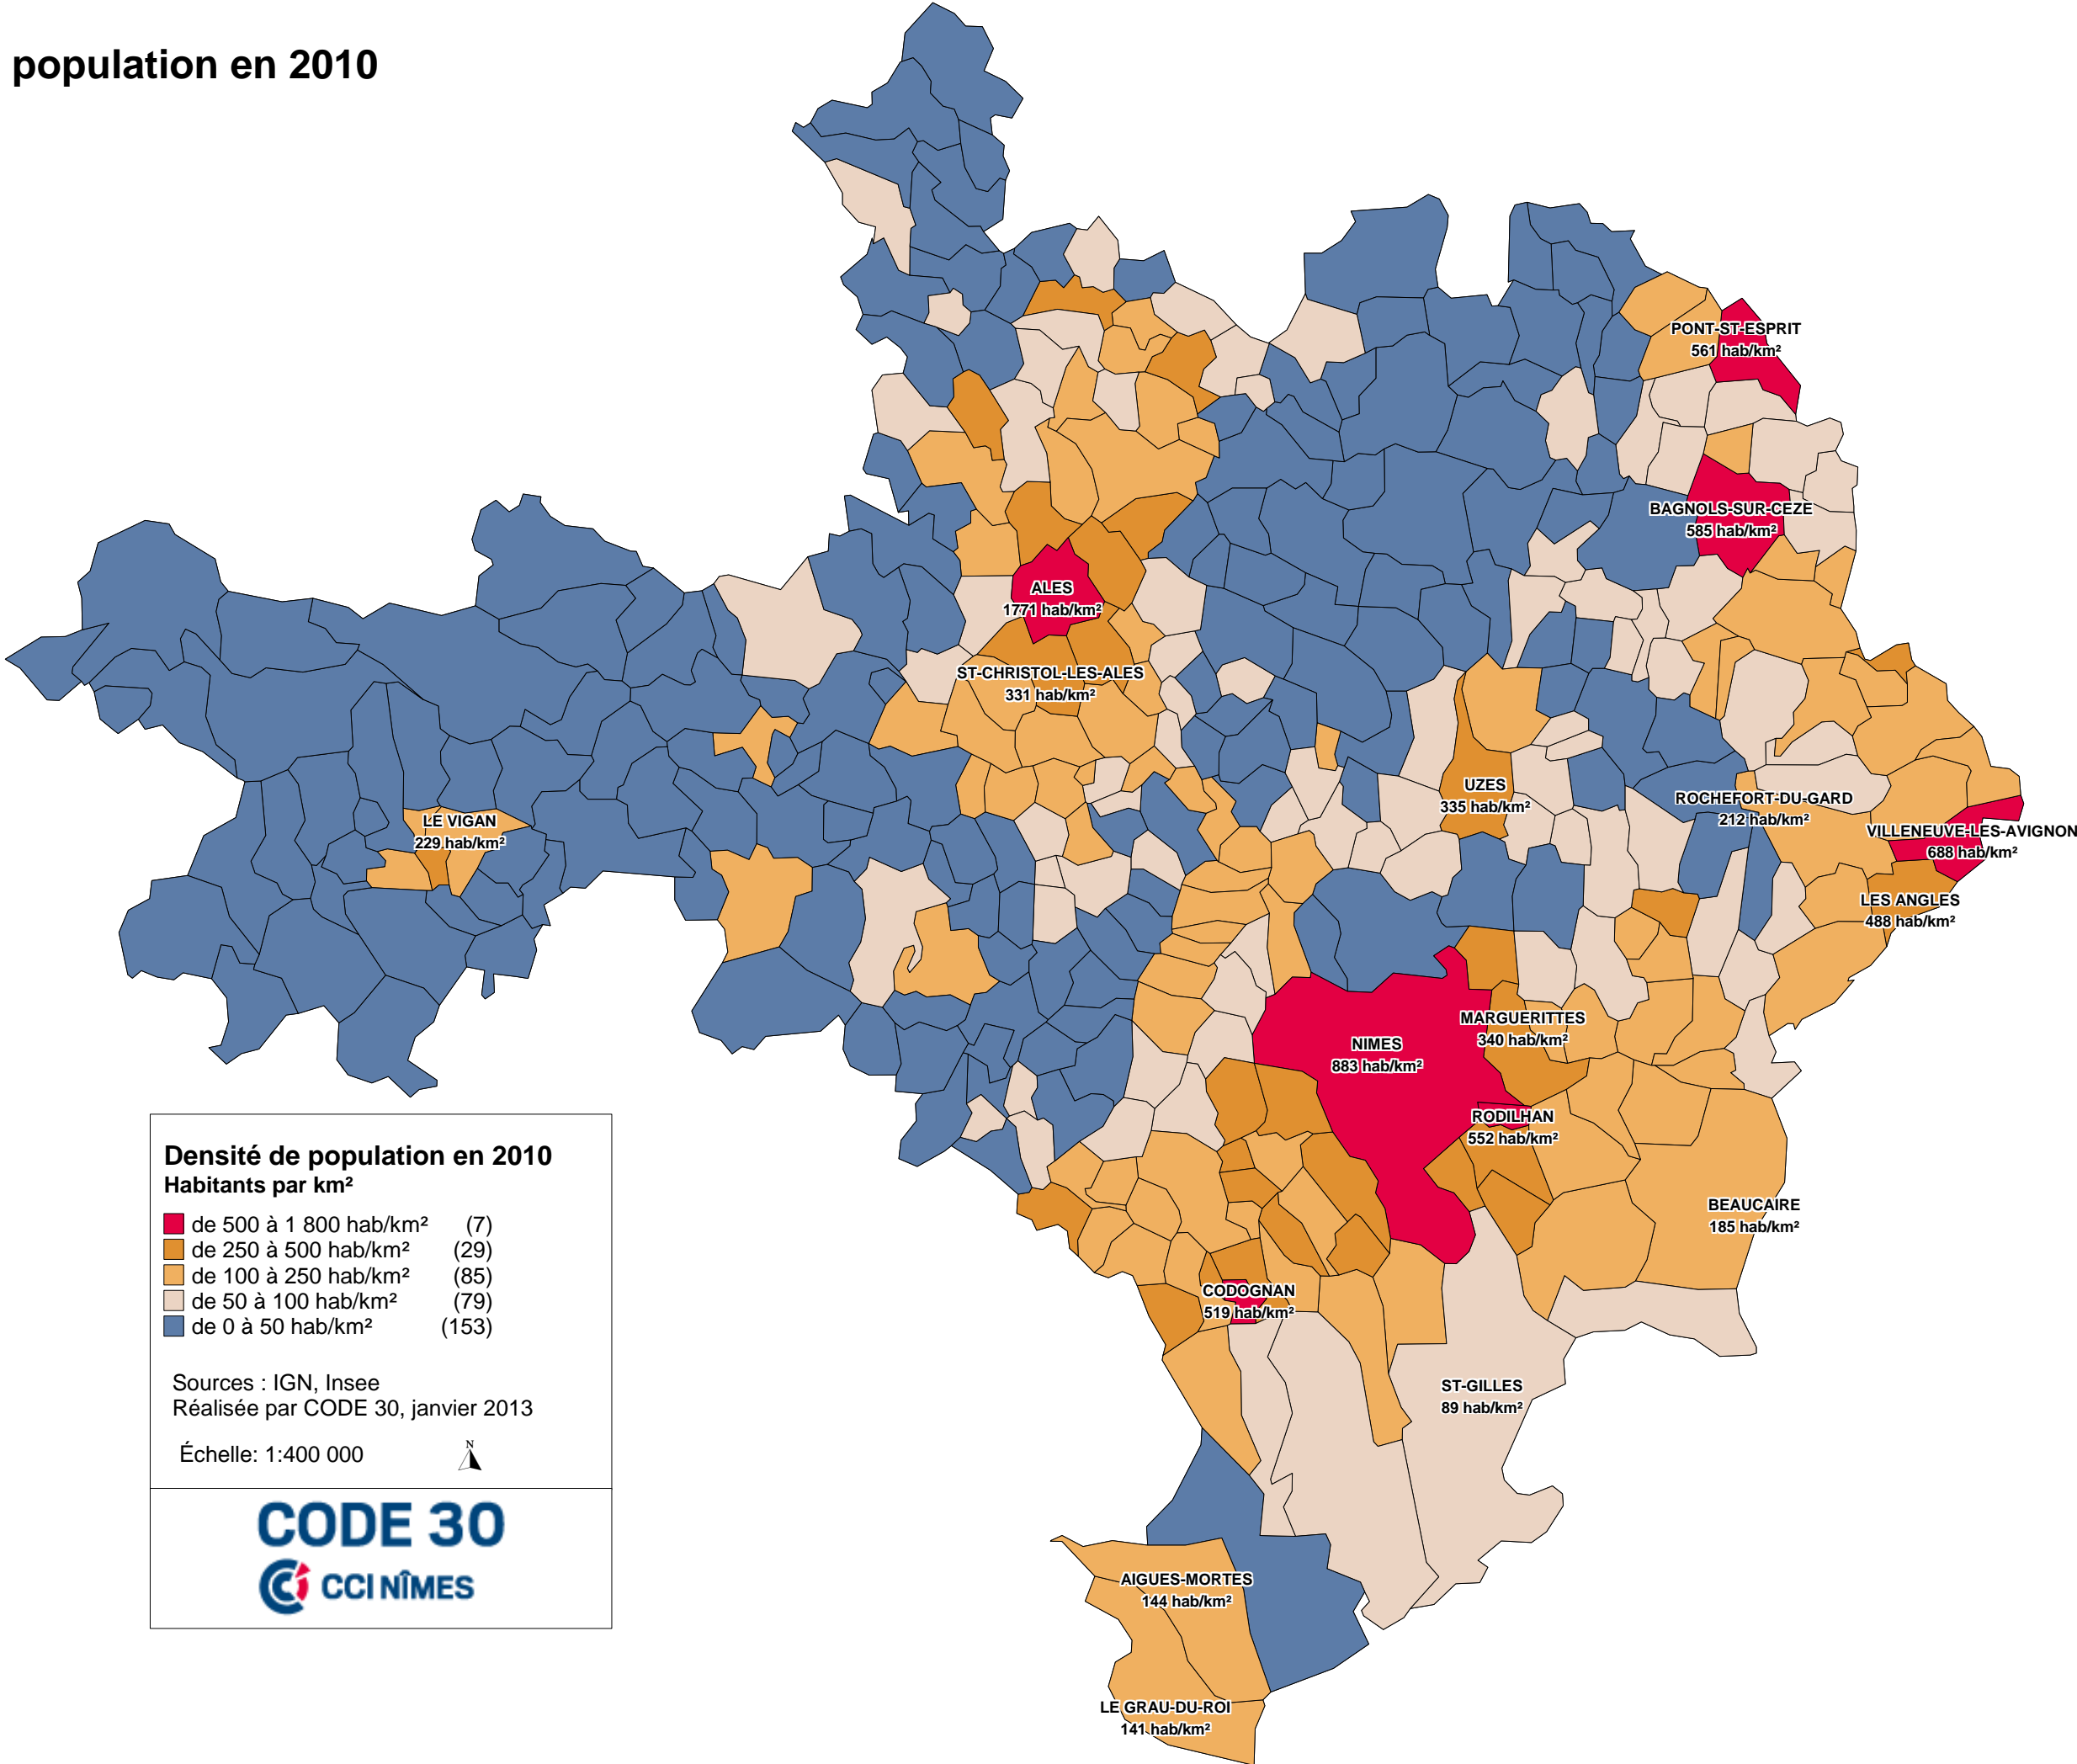 population en 2010
PONT-ST-ESPRIT
561 hab/km²
BAGNOLS-SUR-CEZE
585 hab/km²
ALES
1771 hab/km²
ST-CHRISTOL-LES-ALES
331 hab/km²
UZES
335 hab/km²
ROCHEFORT-DU-GARD
212 hab/km²
LE VIGAN
229 hab/km²
VILLENEUVE-LES-AVIGNON
688 hab/km²
LES ANGLES
488 hab/km²
MARGUERITTES
340 hab/km²
NIMES
883 hab/km²
RODILHAN
552 hab/km²
BEAUCAIRE
185 hab/km²
CODOGNAN
519 hab/km²
ST-GILLES
89 hab/km²
AIGUES-MORTES
144 hab/km²
LE GRAU-DU-ROI
141 hab/km²
Densité de population en 2010
Habitants par km²
de 500 à 1 800 hab/km² (7)
de 250 à 500 hab/km² (29)
de 100 à 250 hab/km² (85)
de 50 à 100 hab/km² (79)
de 0 à 50 hab/km² (153)
Sources : IGN, Insee
Réalisée par CODE 30, janvier 2013
Échelle: 1:400 000
N
CODE 30
CCI NÎMES